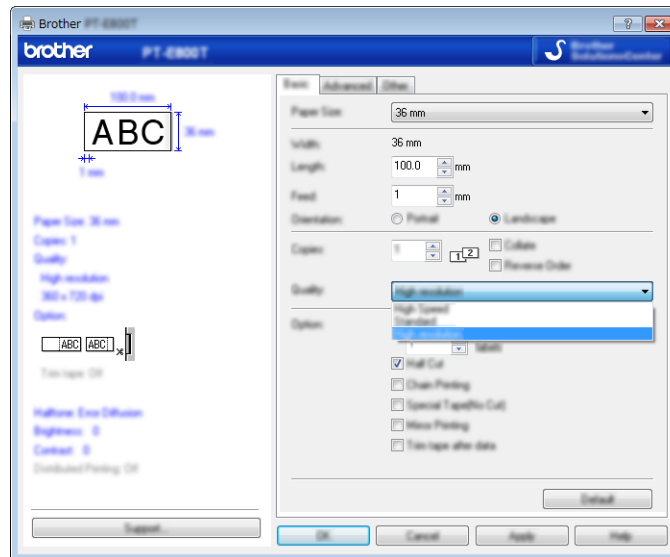 Brother PT-E800T
brother PT-E800T Brother SolutionsCenter
100.0 mm
ABC
36 mm
1 mm
Paper Size: 36 mm
Copies: 1
Quality:
High resolution
360 x 720 dpi
Option:
ABC ABC
Trim tape: Off
Halftone: Error Diffusion
Brightness: 0
Contrast: 0
Distributed Printing: Off
Support...
Basic Advanced Other
Paper Size: 36 mm
Width: 36 mm
Length: 100.0 mm
Feed: 1 mm
Orientation: Portrait Landscape
Copies: 1 1 2 Collate
Reverse Order
Quality: High resolution
High Speed
Standard
High resolution
Option:
1 labels
Half Cut
Chain Printing
Special Tape(No Cut)
Mirror Printing
Trim tape after data
Default
OK Cancel Apply Help